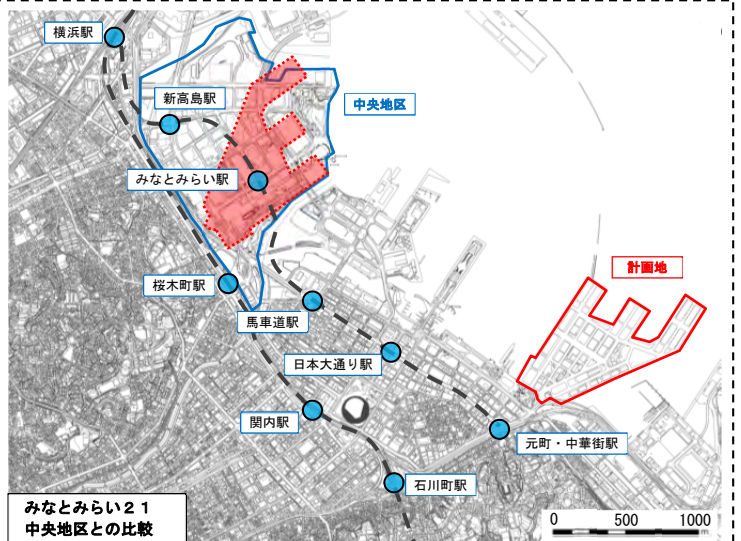 横浜駅
新高島駅
中央地区
みなとみらい駅
計画地
桜木町駅
馬車道駅
日本大通り駅
関内駅
元町・中華街駅
石川町駅
みなとみらい21
中央地区との比較
0 500 1000
m